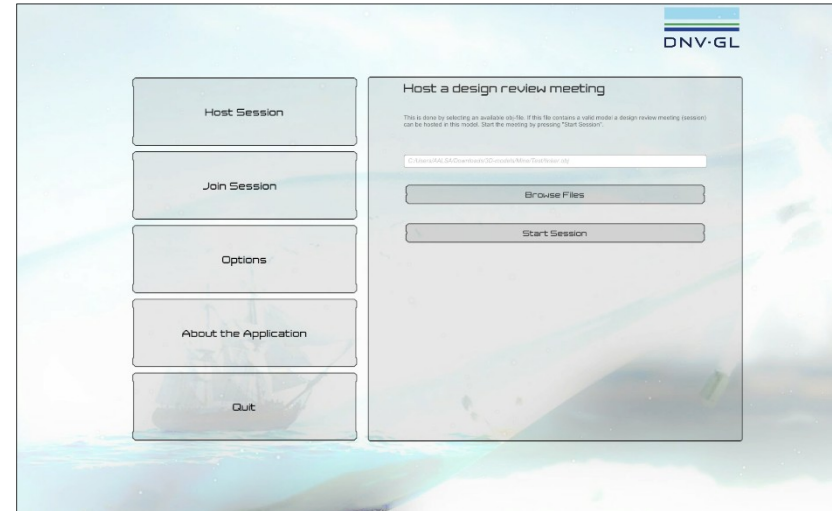 DNV·GL
Host Session
Join Session
Options
About the Application
Quit
Host a design review meeting
This is done by selecting an available obj-file. If this file contains a valid model a design review meeting (session)
can be hosted in this model. Start the meeting by pressing "Start Session".
Browse Files
Start Session